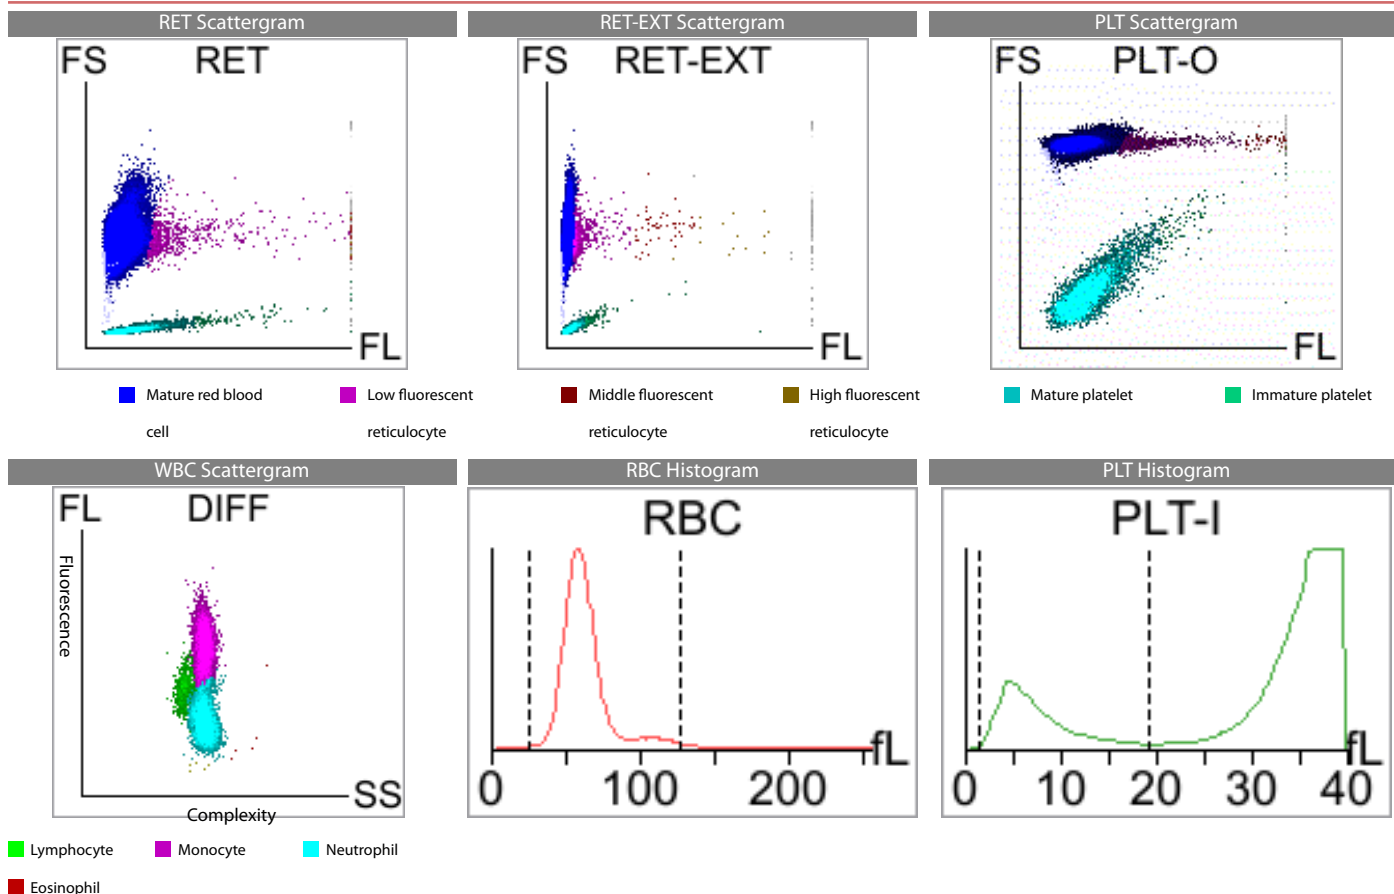 RET Scattergram
RET-EXT Scattergram
PLT Scattergram
FS RET
FL
FS RET-EXT
FL
FS PLT-O
FL
Mature red blood
cell
Low fluorescent
reticulocyte
Middle fluorescent
reticulocyte
High fluorescent
reticulocyte
Mature platelet
Immature platelet
WBC Scattergram
RBC Histogram
PLT Histogram
FL DIFF
Fluorescence
SS
Complexity
RBC
fL
0 100 200
PLT-I
fL
0 10 20 30 40
Lymphocyte
Monocyte
Neutrophil
Eosinophil